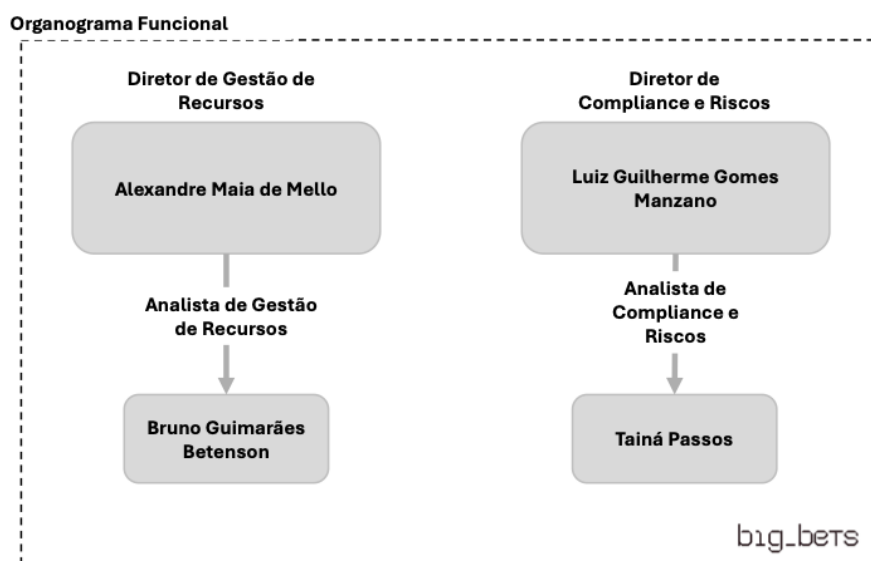 Organograma Funcional
Diretor de Gestão de
Recursos
Alexandre Maia de Mello
Analista de Gestão
de Recursos
Bruno Guimarães
Betenson
Diretor de
Compliance e Riscos
Luiz Guilherme Gomes
Manzano
Analista de
Compliance e
Riscos
Tainá Passos
big_bets